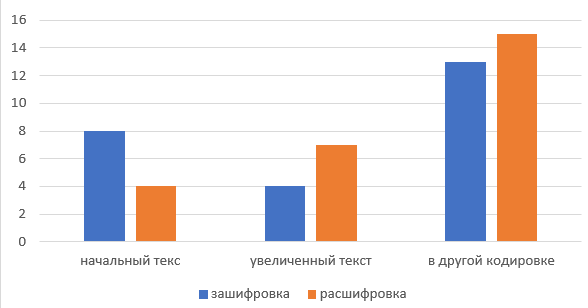 16
14
12
10
8
6
4
2
0
начальный текс
увеличенный текст
в другой кодировке
зашифровка
расшифровка